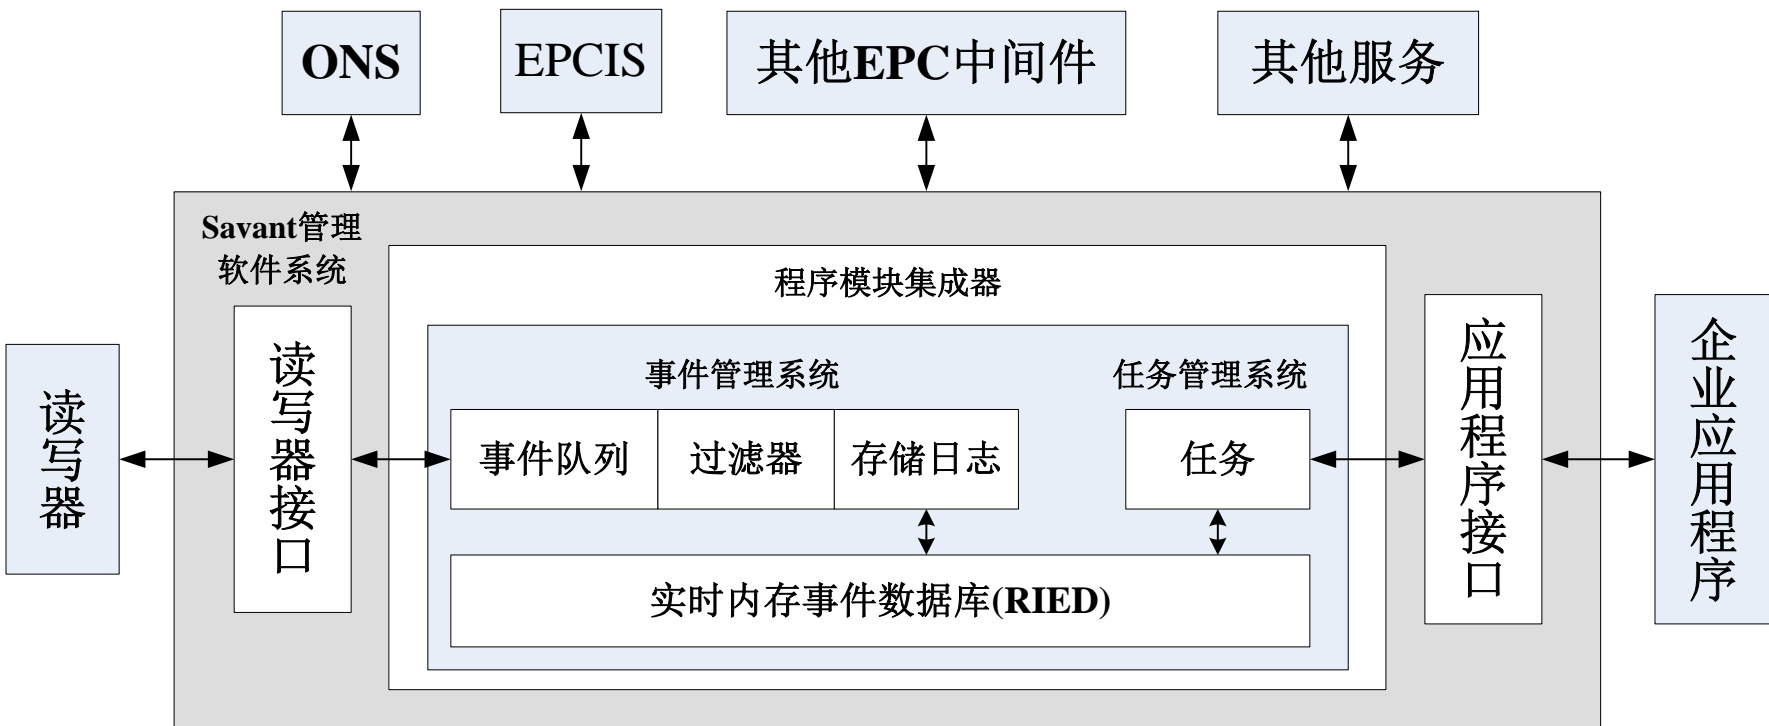 ONS
EPCIS
其他EPC中间件
其他服务
Savant管理
软件系统
程序模块集成器
读写器
读写器接口
事件管理系统
任务管理系统
事件队列
过滤器
存储日志
任务
实时内存事件数据库(RIED)
应用程序接口
企业应用程序